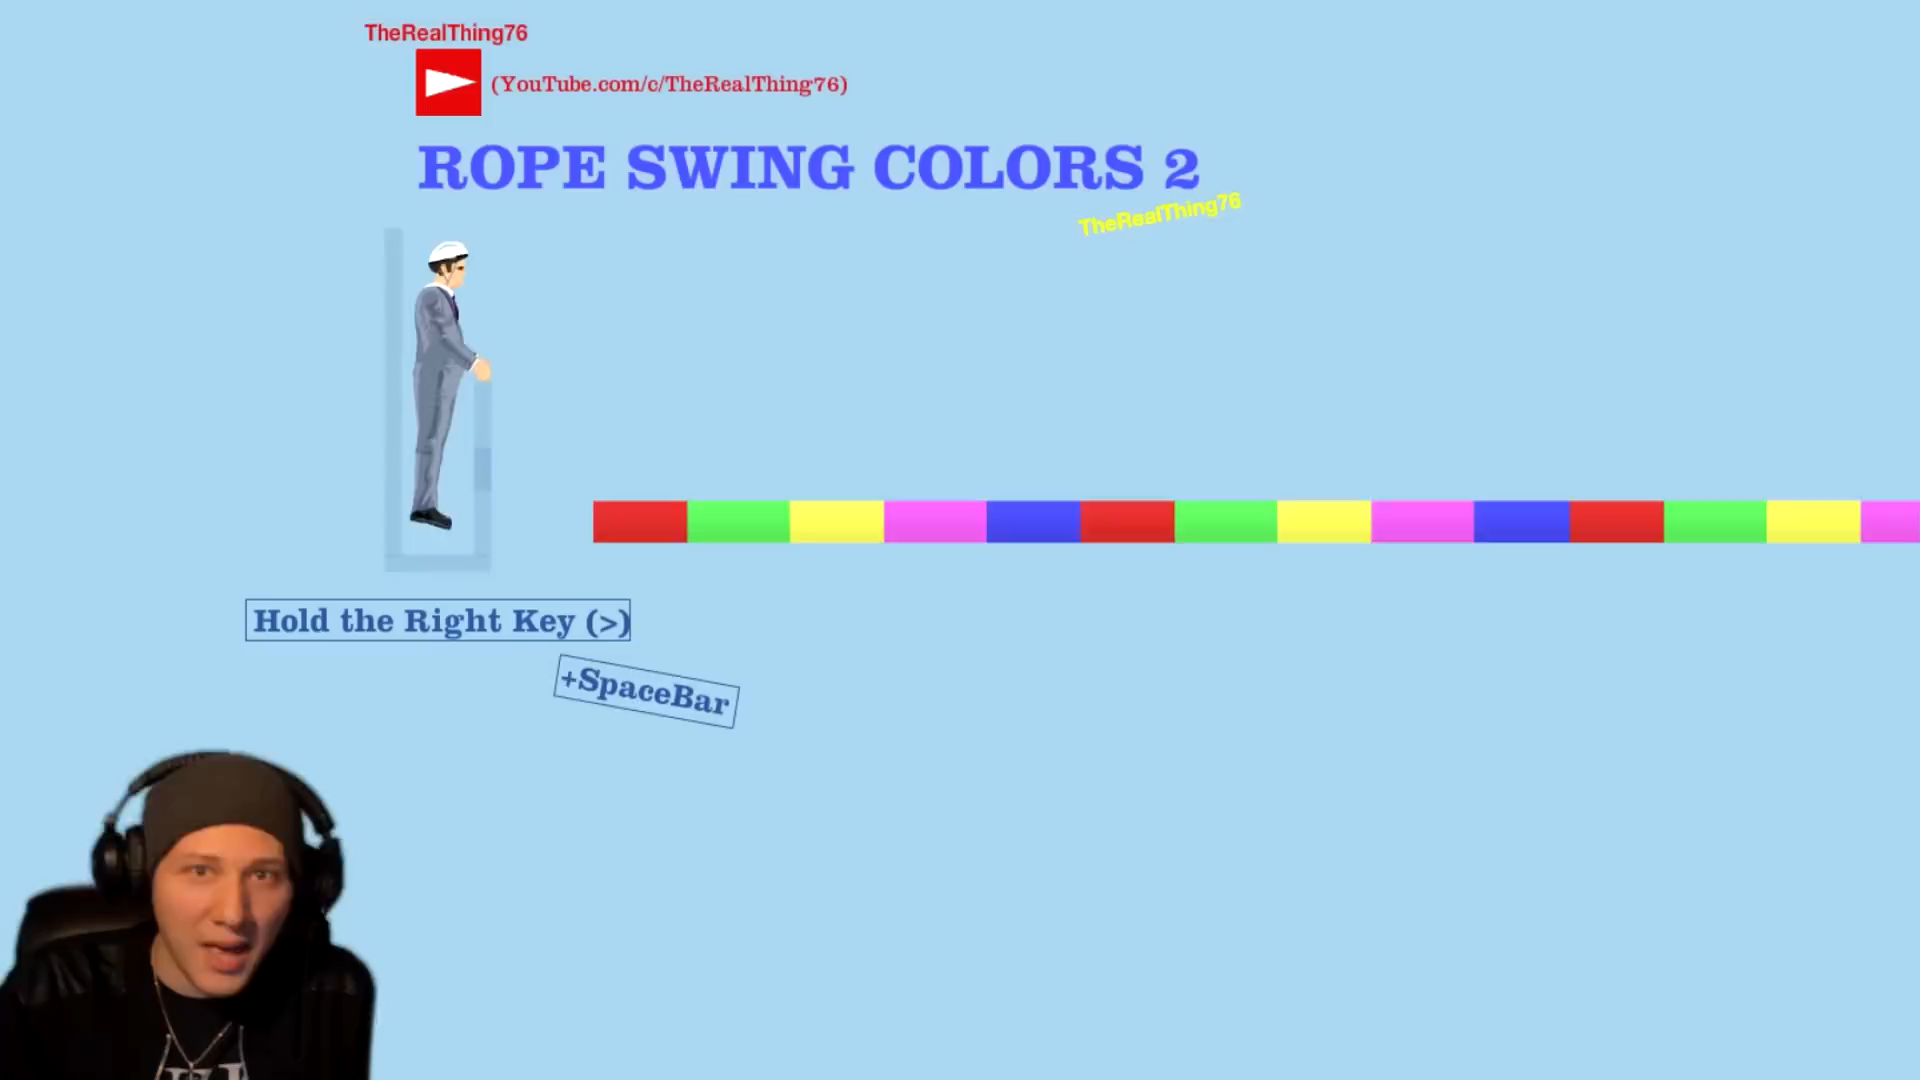 TheRealThing76
(YouTube.com/c/TheRealThing76)
ROPE SWING COLORS 2
TheRealThing76
Hold the Right Key (>)
+SpaceBar